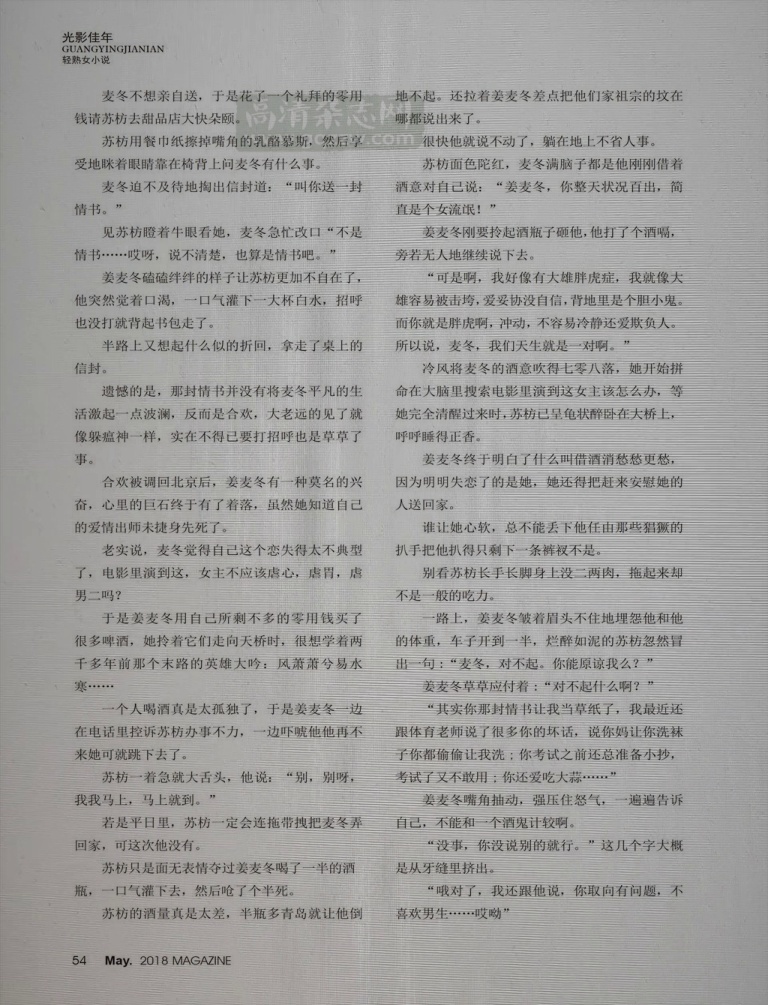 光影佳年
GUANGYINGJIANIAN
轻熟女小说
高清杂志网
麦冬不想亲自送，于是花了一个礼拜的零用
钱请苏枋去甜品店大快朵颐。
苏枋用餐巾纸擦掉嘴角的乳酪慕斯，然后享
受地眯着眼睛靠在椅背上问麦冬有什么事。
麦冬迫不及待地掏出信封道：“叫你送一封
情书。”
见苏枋瞪着牛眼看她，麦冬急忙改口“不是
情书……哎呀，说不清楚，也算是情书吧。”
姜麦冬磕磕绊绊的样子让苏枋更加不自在了，
他突然觉着口渴，一口气灌下一大杯白水，招呼
也没打就背起书包走了。
半路上又想起什么似的折回，拿走了桌上的
信封。
遗憾的是，那封情书并没有将麦冬平凡的生
活激起一点波澜，反而是合欢，大老远的见了就
像躲瘟神一样，实在不得已要打招呼也是草草了
事。
合欢被调回北京后，姜麦冬有一种莫名的兴
奋，心里的巨石终于有了着落，虽然她知道自己
的爱情出师未捷身先死了。
老实说，麦冬觉得自己这个恋失得太不典型
了，电影里演到这，女主不应该虐心，虐胃，虐
男二吗？
于是姜麦冬用自己所剩不多的零用钱买了
很多啤酒，她拎着它们走向天桥时，很想学着两
千多年前那个末路的英雄大吟：风萧萧兮易水
寒……
一个人喝酒真是太孤独了，于是姜麦冬一边
在电话里控诉苏枋办事不力，一边吓唬他他再不
来她可就跳下去了。
苏枋一着急就大舌头，他说：“别，别呀，
我我马上，马上就到。”
若是平日里，苏枋一定会连拖带拽把麦冬弄
回家，可这次他没有。
苏枋只是面无表情夺过姜麦冬喝了一半的酒
瓶，一口气灌下去，然后呛了个半死。
苏枋的酒量真是太差，半瓶多青岛就让他倒
地不起。还拉着姜麦冬差点把他们家祖宗的坟在
哪都说出来了。
很快他就说不动了，躺在地上不省人事。
苏枋面色陀红，麦冬满脑子都是他刚刚借着
酒意对自己说：“姜麦冬，你整天状况百出，简
直是个女流氓！”
姜麦冬刚要拎起酒瓶子砸他，他打了个酒嗝，
旁若无人地继续说下去。
“可是啊，我好像有大雄胖虎症，我就像大
雄容易被击垮，爱妥协没自信，背地里是个胆小鬼。
而你就是胖虎啊，冲动，不容易冷静还爱欺负人。
所以说，麦冬，我们天生就是一对啊。”
冷风将麦冬的酒意吹得七零八落，她开始拼
命在大脑里搜索电影里演到这女主该怎么办，等
她完全清醒过来时，苏枋已呈龟状醉卧在大桥上，
呼呼睡得正香。
姜麦冬终于明白了什么叫借酒消愁愁更愁，
因为明明失恋了的是她，她还得把赶来安慰她的
人送回家。
谁让她心软，总不能丢下他任由那些猖獗的
扒手把他扒得只剩下一条裤衩不是。
别看苏枋长手长脚身上没二两肉，拖起来却
不是一般的吃力。
一路上，姜麦冬皱着眉头不住地埋怨他和他
的体重，车子开到一半，烂醉如泥的苏枋忽然冒
出一句：“麦冬，对不起。你能原谅我么？”
姜麦冬草草应付着：“对不起什么啊？”
“其实你那封情书让我当草纸了，我最近还
跟体育老师说了很多你的坏话，说你妈让你洗袜
子你都偷偷让我洗；你考试之前还总准备小抄，
考试了又不敢用；你还爱吃大蒜……”
姜麦冬嘴角抽动，强压住怒气，一遍遍告诉
自己，不能和一个酒鬼计较啊。
“没事，你没说别的就行。”这几个字大概
是从牙缝里挤出。
“哦对了，我还跟他说，你取向有问题，不
喜欢男生……哎呦”
54 May. 2018 MAGAZINE